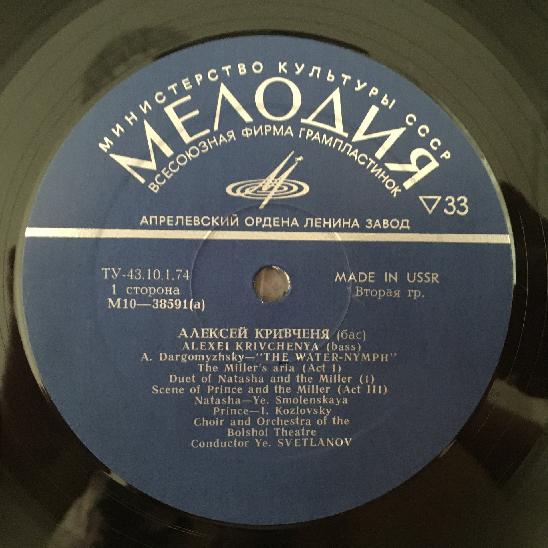 МИНИСТЕРСТВО КУЛЬТУРЫ СССР
МЕЛОДИЯ
ВСЕСОЮЗНАЯ ФИРМА ГРАМПЛАСТИНОК
▽33
АПРЕЛЕВСКИЙ ОРДЕНА ЛЕНИНА ЗАВОД
ТУ-43.10.1.74
1 сторона
М10—38591(а)
MADE IN USSR
Вторая гр.
АЛЕКСЕЙ КРИВЧЕНЯ (бас)
ALEXEI KRIVCHENYA (bass)
A. Dargomyzhsky—"THE WATER-NYMPH"
The Miller's aria (Act I)
Duet of Natasha and the Miller (I)
Scene of Prince and the Miller (Act III)
Natasha—Ye. Smolenskaya
Prince—I. Kozlovsky
Choir and Orchestra of the
Bolshoi Theatre
Conductor Ye. SVETLANOV